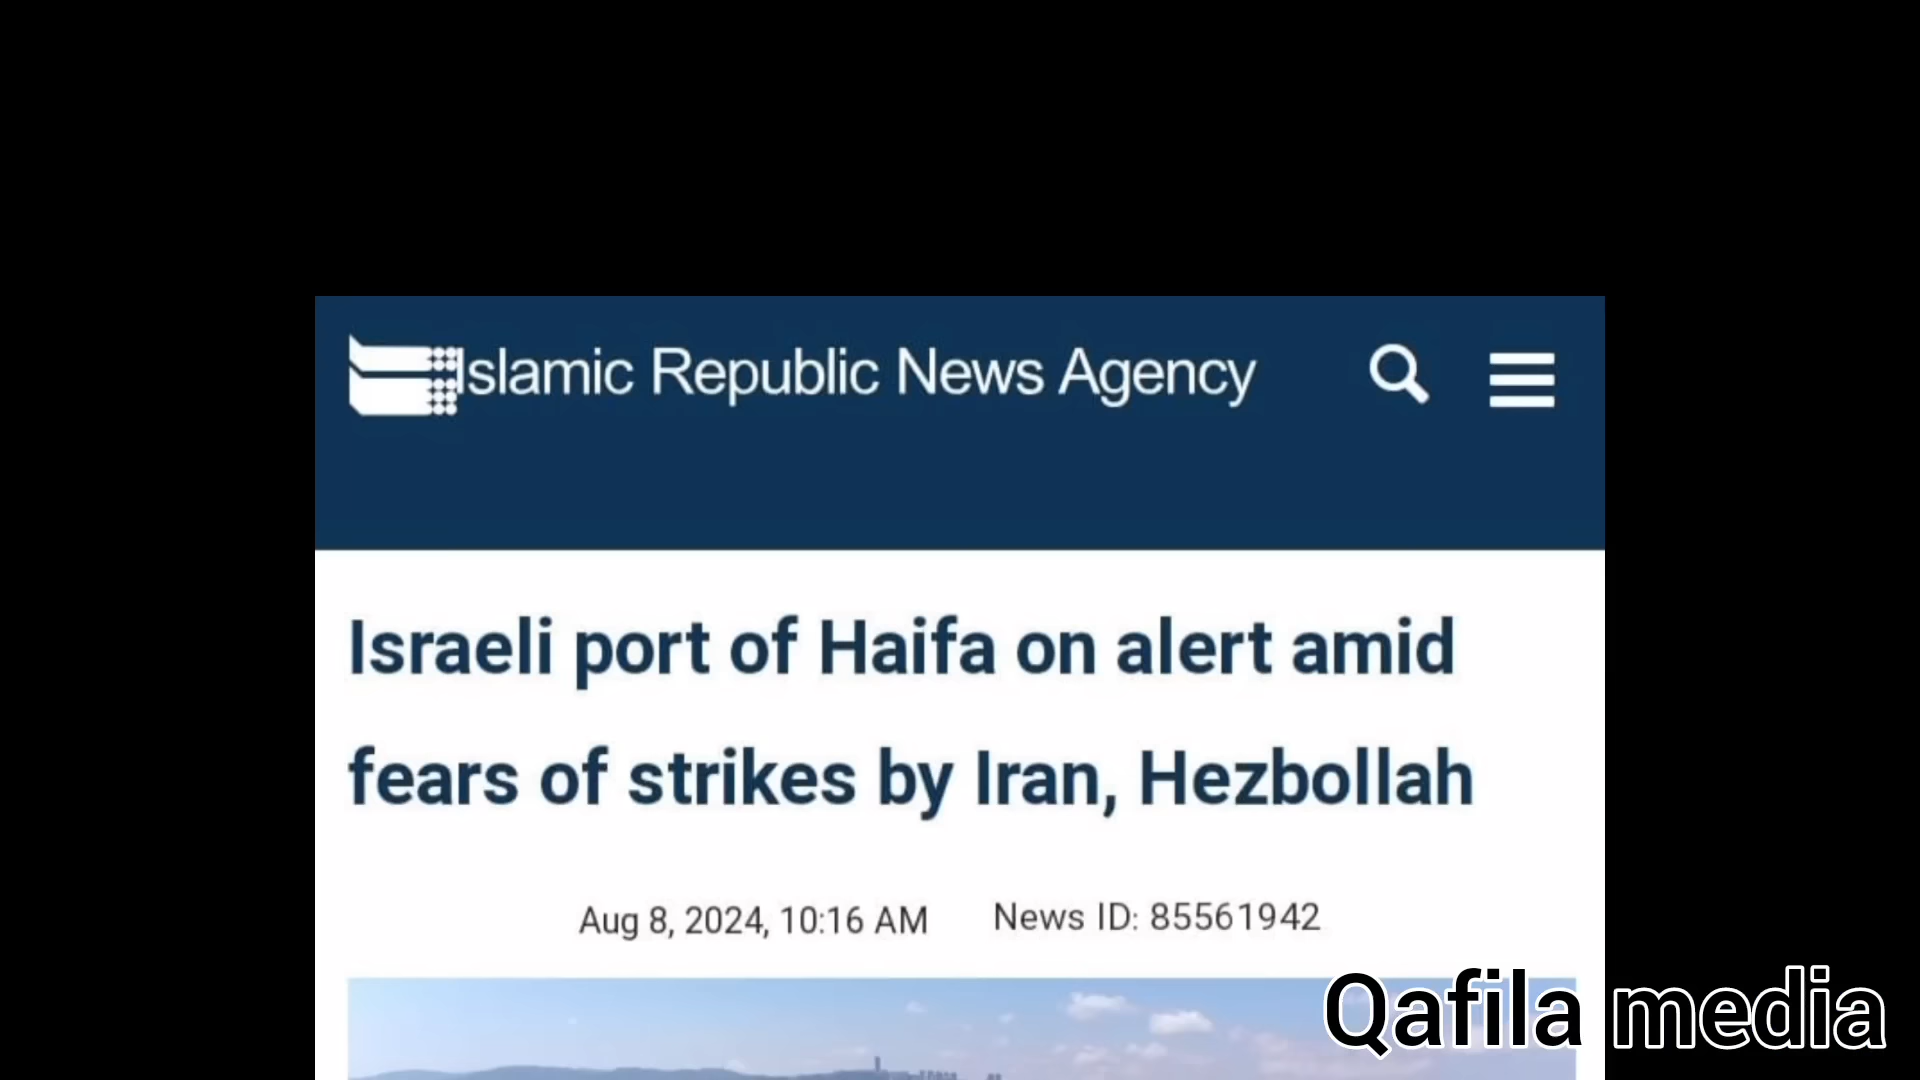 Islamic Republic News Agency
Israeli port of Haifa on alert amid
fears of strikes by Iran, Hezbollah
Aug 8, 2024, 10:16 AM News ID: 85561942
Qafila media